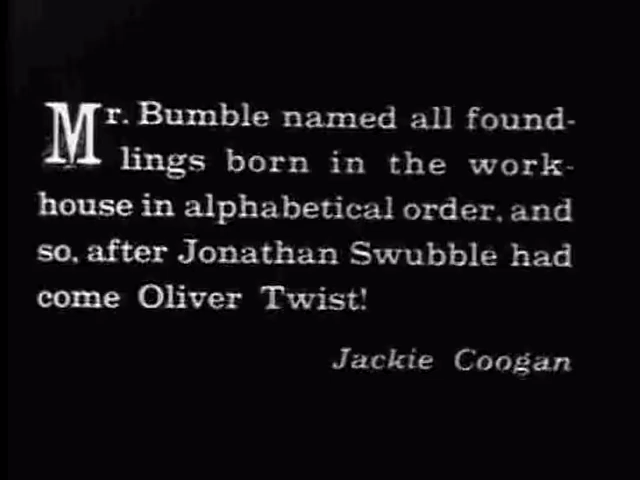 Mr. Bumble named all found-
lings born in the work-
house in alphabetical order, and
so, after Jonathan Swubble had
come Oliver Twist!
Jackie Coogan